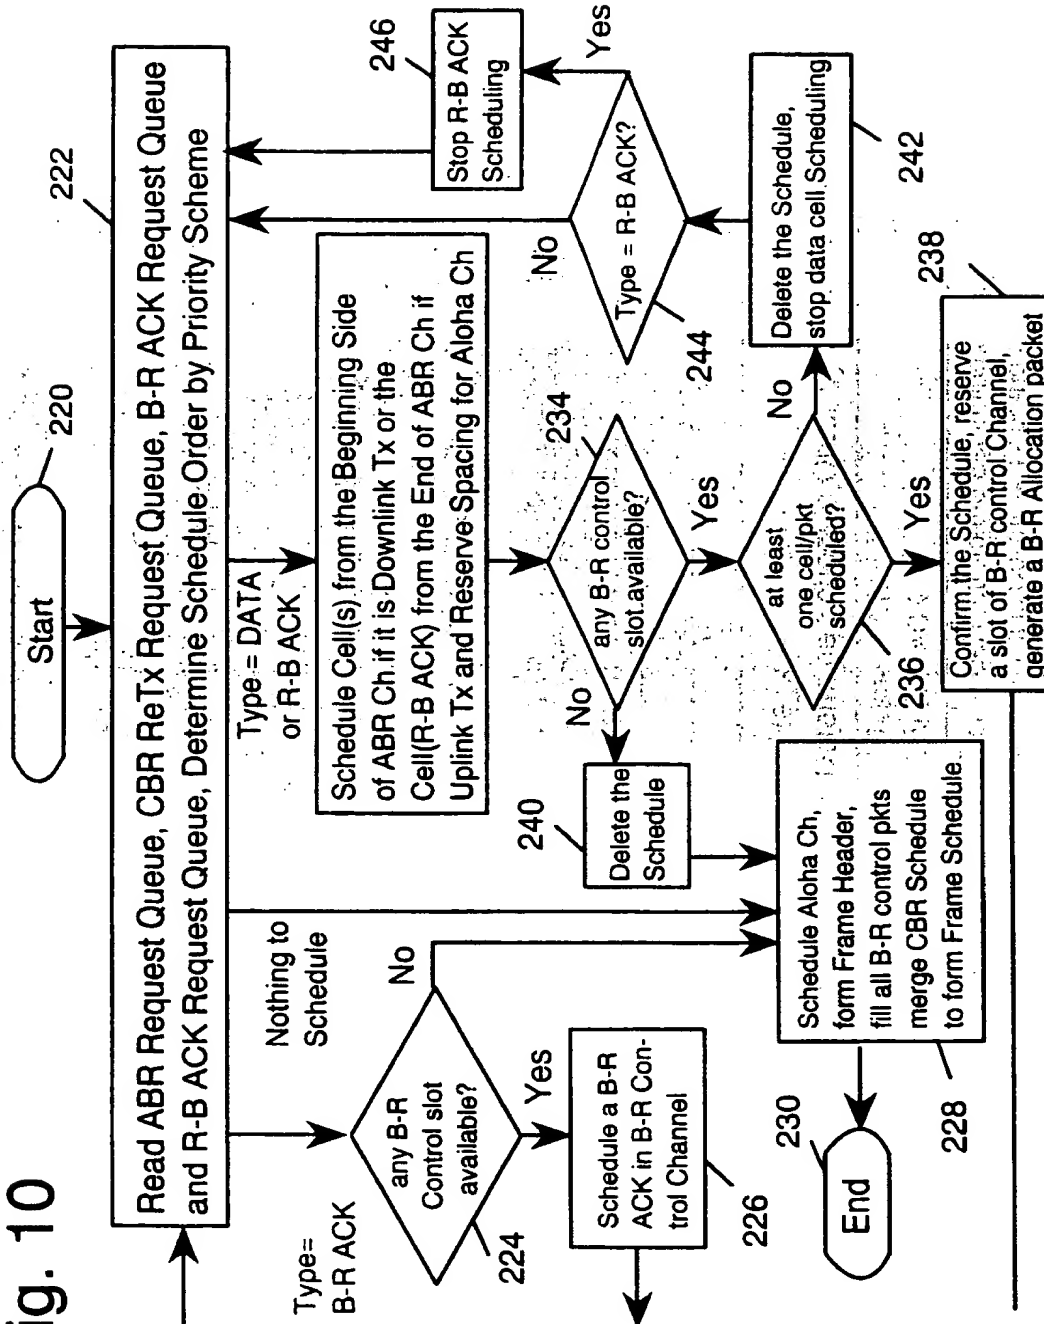 ig. 10
Start
220
222
Read ABR Request Queue, CBR ReTx Request Queue, B-R ACK Request Queue
and R-B ACK Request Queue, Determine Schedule Order by Priority Scheme
Type=
B-R ACK
Nothing to
Schedule
Type = DATA
or R-B ACK
any B-R
Control slot
available?
224
No
Yes
Schedule a B-R
ACK in B-R Con-
trol Channel
226
Schedule Cell(s) from the Beginning Side
of ABR Ch if it is Downlink Tx or the
Cell(R-B ACK) from the End of ABR Ch if
Uplink Tx and Reserve Spacing for Aloha Ch
any B-R control
slot available?
234
No
Yes
240
Delete the
Schedule
at least
one cell/pkt
scheduled?
236
No
Yes
Confirm the Schedule, reserve
a slot of B-R control Channel,
generate a B-R Allocation packet
238
Delete the Schedule,
stop data cell Scheduling
242
Type = R-B ACK?
244
No
Yes
Stop R-B ACK
Scheduling
246
Schedule Aloha Ch,
form Frame Header,
fill all B-R control pkts
merge CBR Schedule
to form Frame Schedule
228
End
230